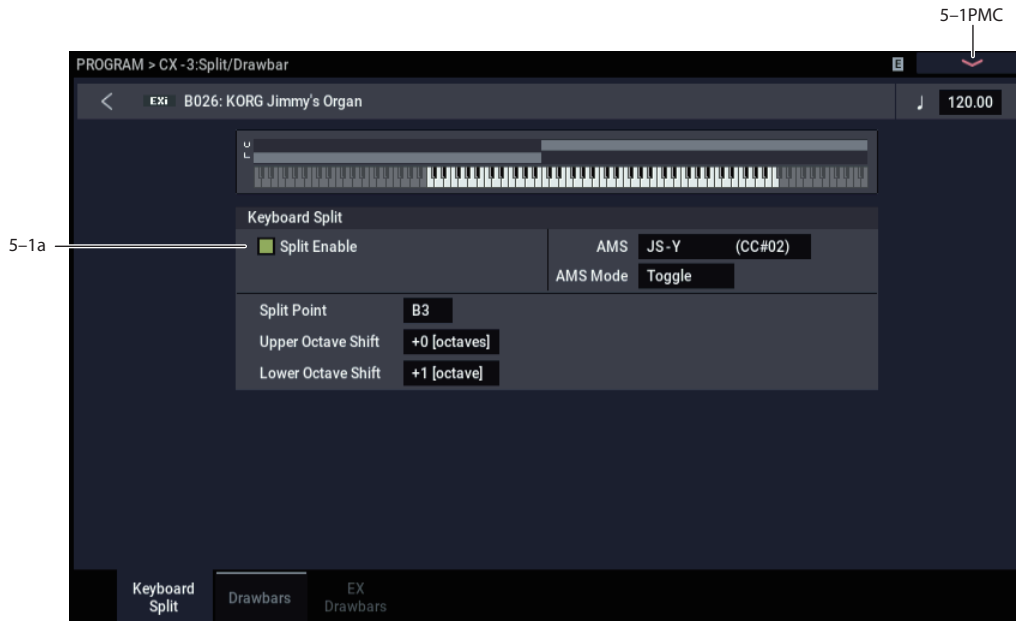 5–1PMC
PROGRAM > CX-3:Split/Drawbar
E
EXi B026: KORG Jimmy's Organ
♩ 120.00
U
L
Keyboard Split
5–1a
Split Enable
AMS JS-Y (CC#02)
AMS Mode Toggle
Split Point B3
Upper Octave Shift +0 [octaves]
Lower Octave Shift +1 [octave]
Keyboard
Split
Drawbars
EX
Drawbars